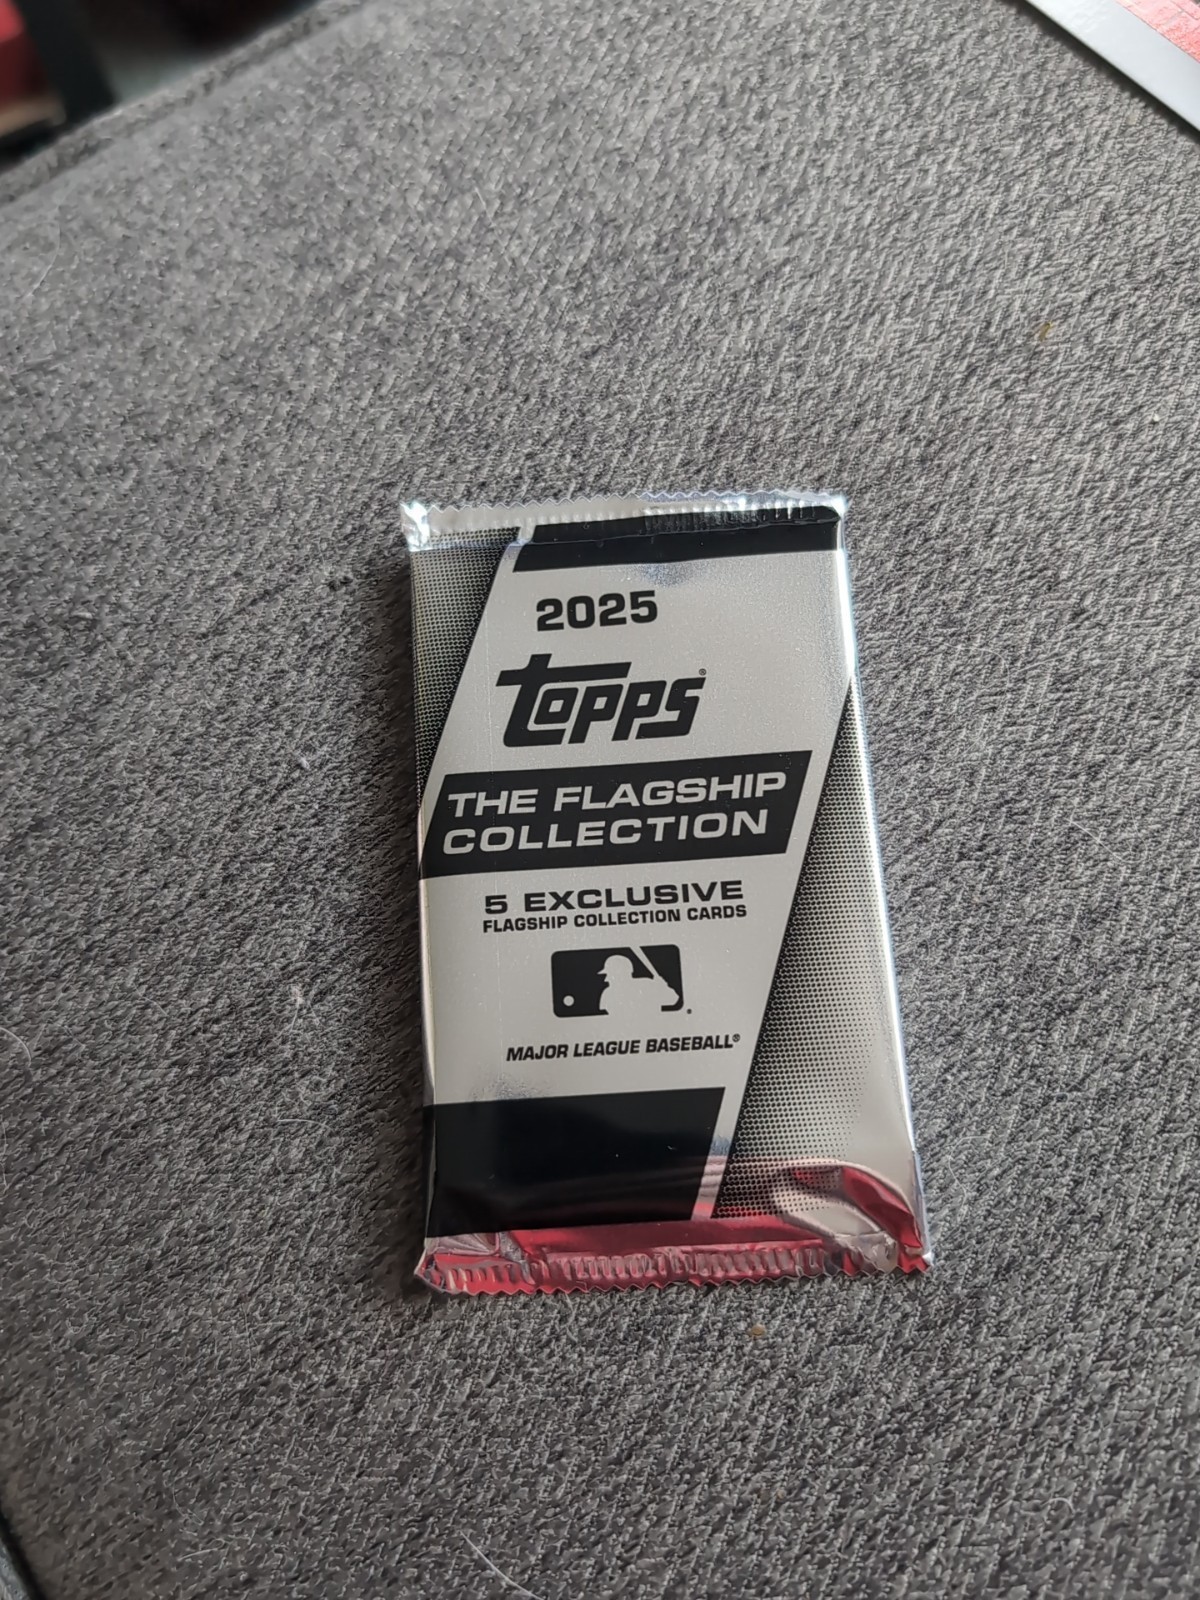 2025
topps®
THE FLAGSHIP
COLLECTION
5 EXCLUSIVE
FLAGSHIP COLLECTION CARDS
MAJOR LEAGUE BASEBALL®